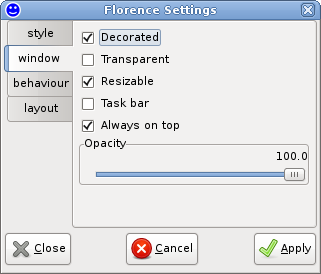 Florence Settings
style
window
behaviour
layout
Decorated
Transparent
Resizable
Task bar
Always on top
Opacity
100.0
Close
Cancel
Apply